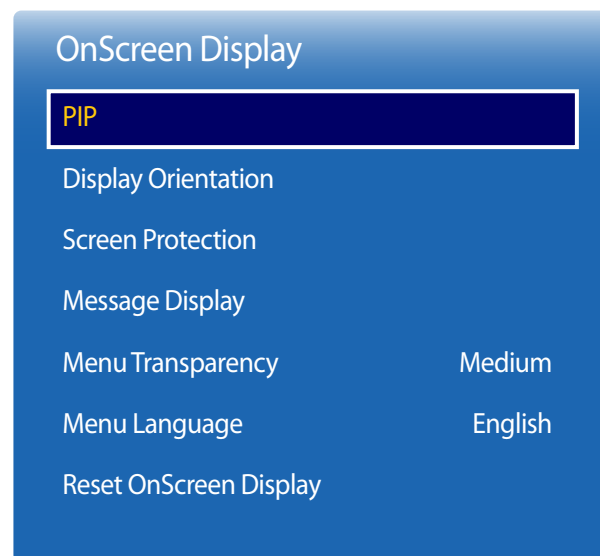 OnScreen Display
PIP
Display Orientation
Screen Protection
Message Display
Menu Transparency Medium
Menu Language English
Reset OnScreen Display